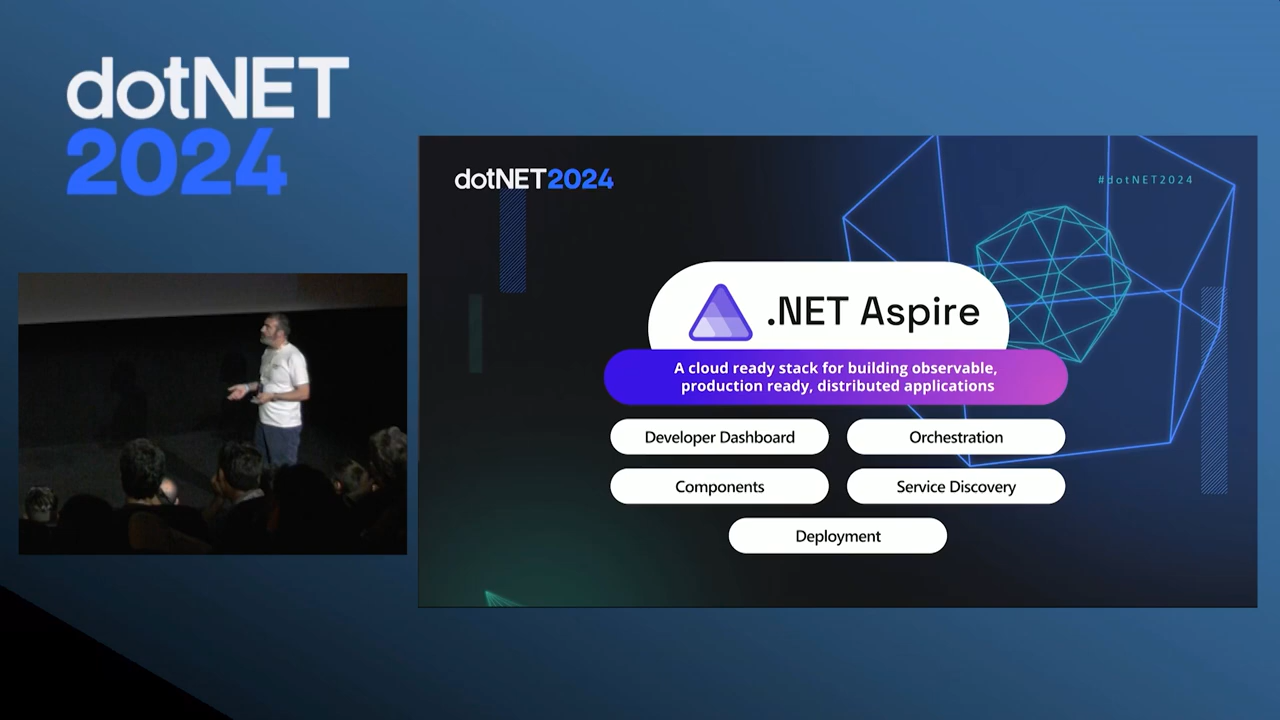 dotNET
2024
dotNET2024
#dotNET2024
.NET Aspire
A cloud ready stack for building observable,
production ready, distributed applications
Developer Dashboard
Orchestration
Components
Service Discovery
Deployment